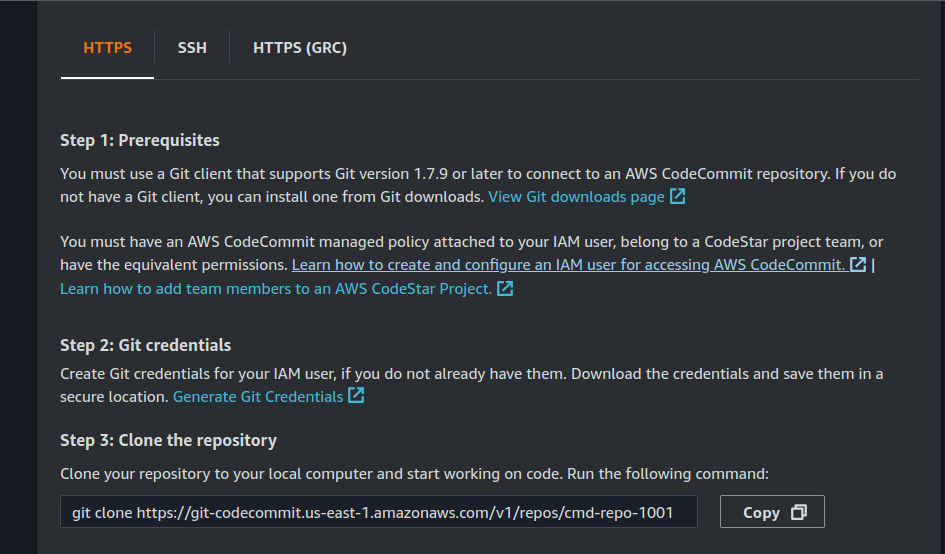 HTTPS SSH HTTPS (GRC)
Step 1: Prerequisites
You must use a Git client that supports Git version 1.7.9 or later to connect to an AWS CodeCommit repository. If you do
not have a Git client, you can install one from Git downloads. View Git downloads page
You must have an AWS CodeCommit managed policy attached to your IAM user, belong to a CodeStar project team, or
have the equivalent permissions. Learn how to create and configure an IAM user for accessing AWS CodeCommit. |
Learn how to add team members to an AWS CodeStar Project.
Step 2: Git credentials
Create Git credentials for your IAM user, if you do not already have them. Download the credentials and save them in a
secure location. Generate Git Credentials
Step 3: Clone the repository
Clone your repository to your local computer and start working on code. Run the following command:
git clone https://git-codecommit.us-east-1.amazonaws.com/v1/repos/cmd-repo-1001 Copy